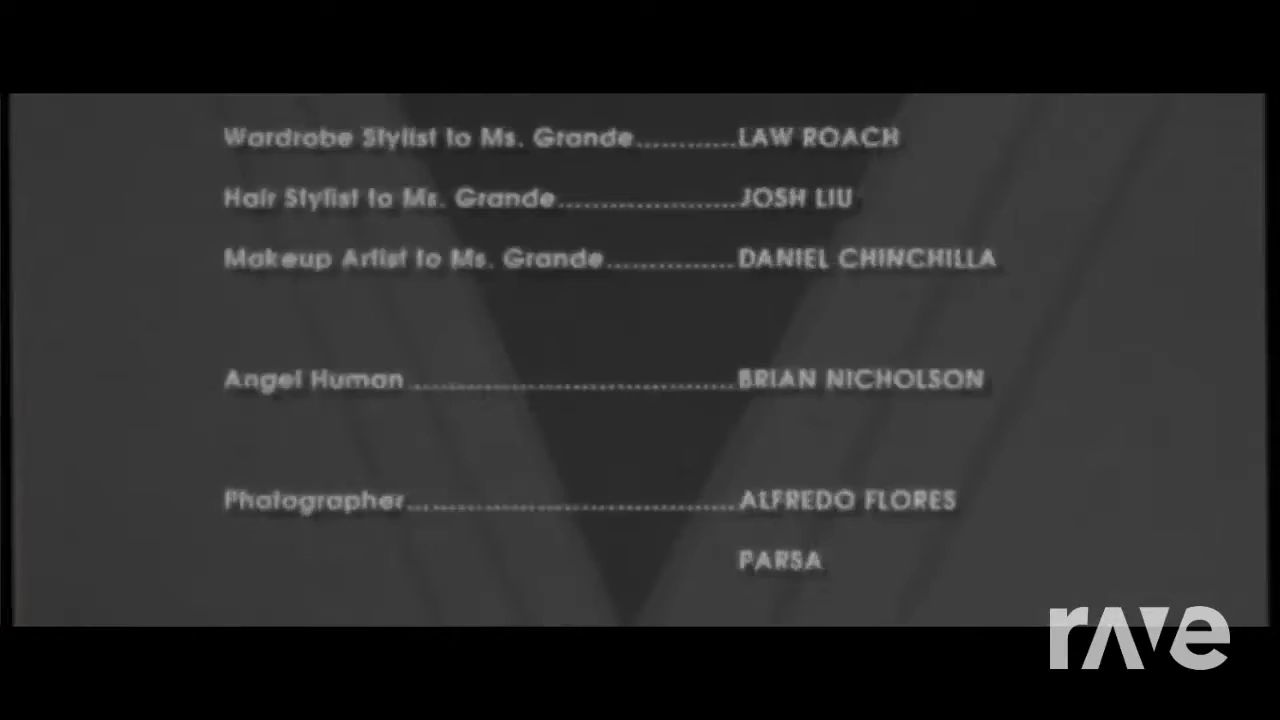 Wardrobe Stylist to Ms. Grande............LAW ROACH
Hair Stylist to Ms. Grande.....................JOSH LIU
Makeup Artist to Ms. Grande...............DANIEL CHINCHILLA
Angel Human ......................................BRIAN NICHOLSON
Photographer.......................................ALFREDO FLORES
PARSA
rave